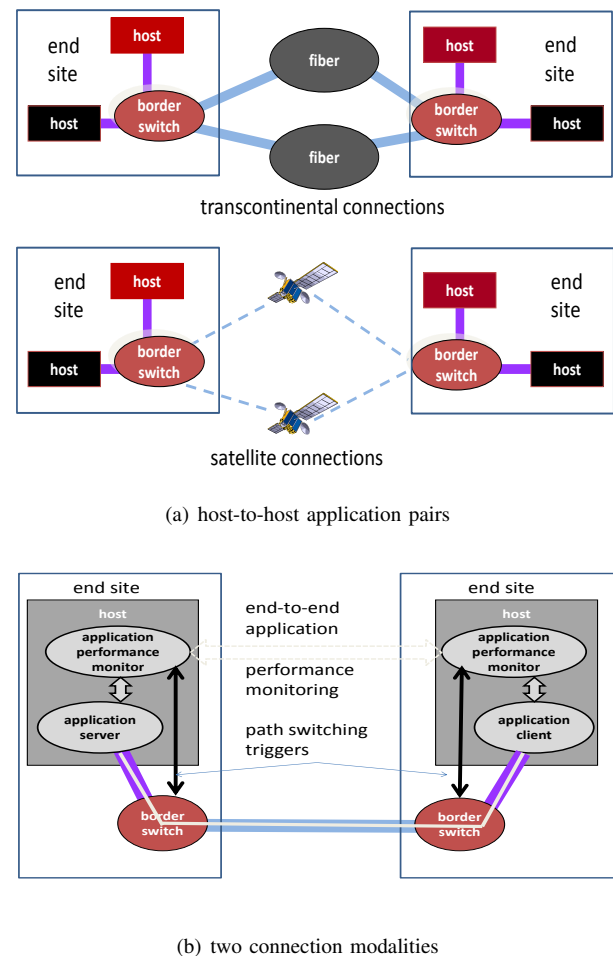 end
site
host
host
border
switch
fiber
fiber
host
end
site
border
switch
host
transcontinental connections
end
site
host
host
border
switch
host
end
site
border
switch
host
satellite connections
(a) host-to-host application pairs
end site
host
application
performance
monitor
application
server
border
switch
end-to-end
application
performance
monitoring
path switching
triggers
end site
host
application
performance
monitor
application
client
border
switch
(b) two connection modalities